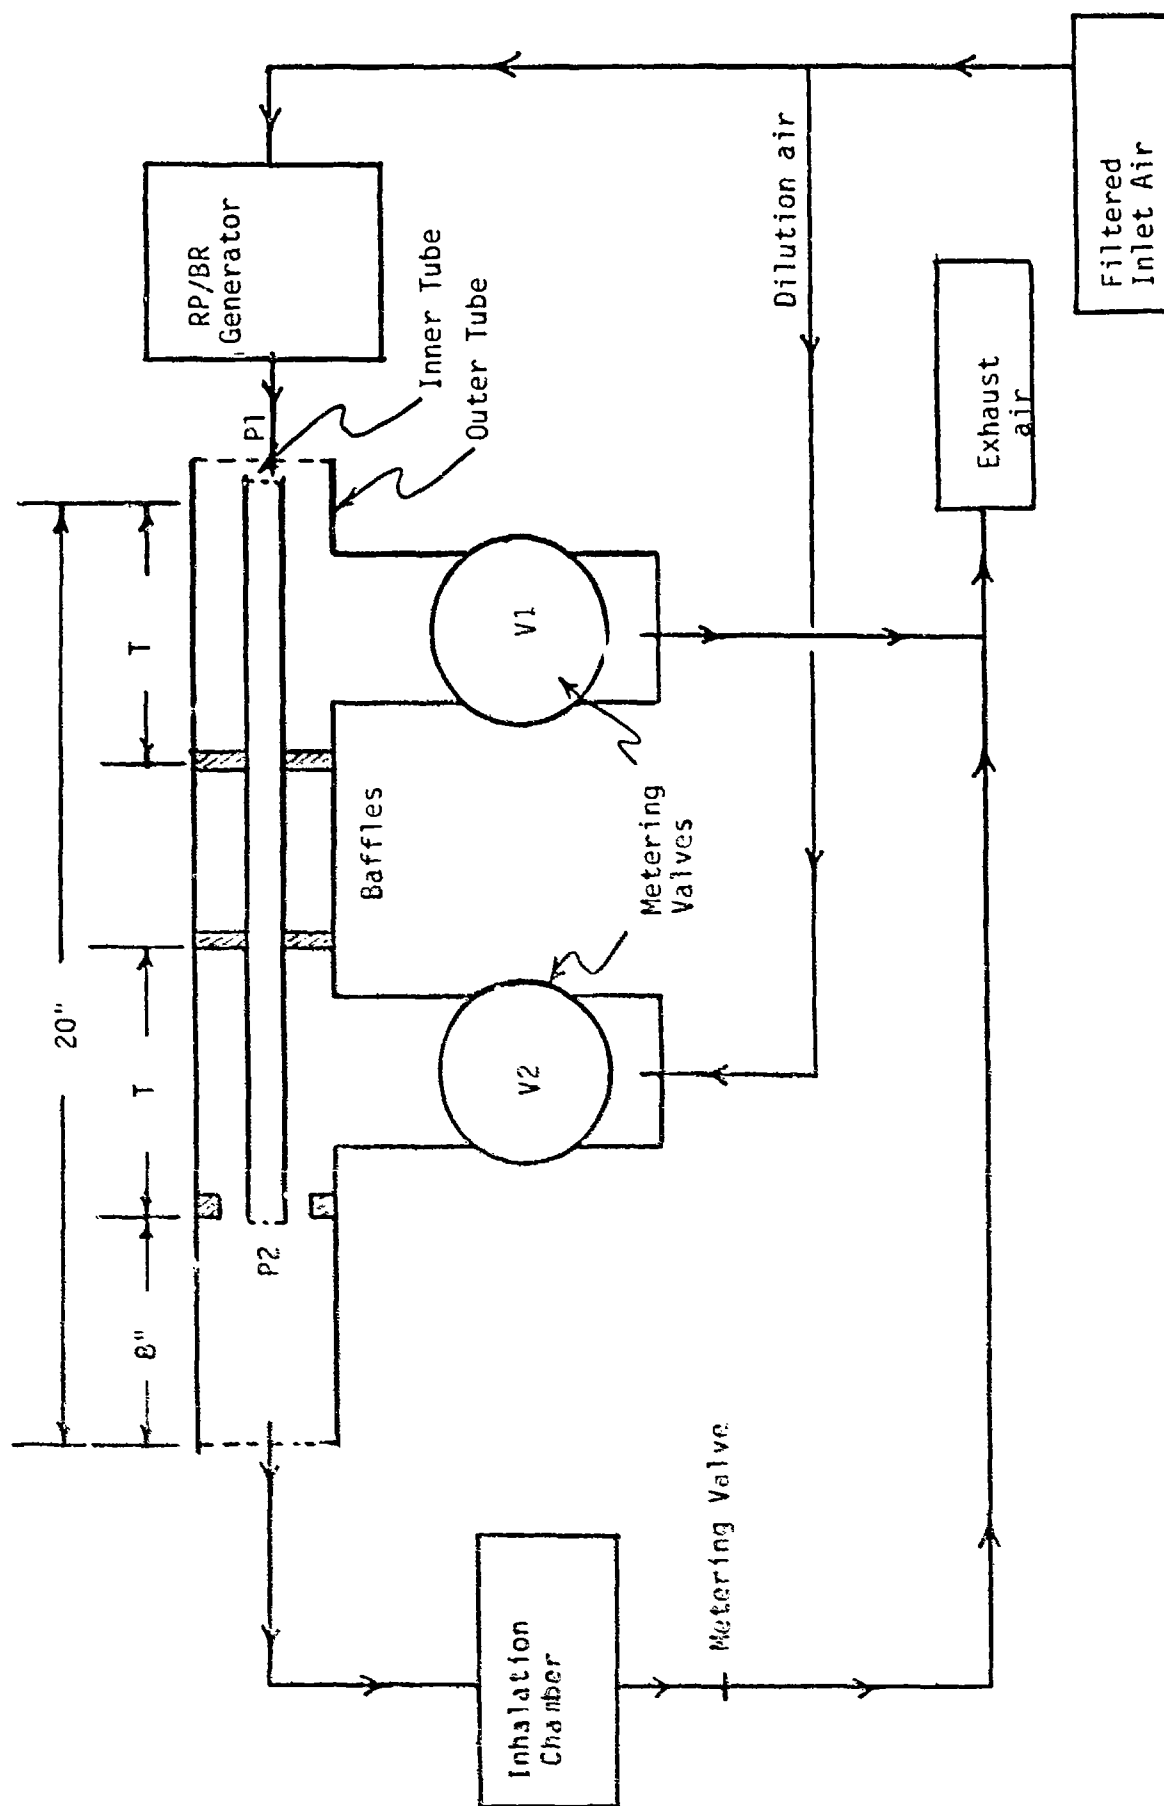 20"
8"
T
T
P2
P1
RP/BR
Generator
Inner Tube
Outer Tube
Baffles
V2
V1
Metering
Valves
Dilution air
Inhalation
Chamber
Metering Valve
Exhaust
air
Filtered
Inlet Air